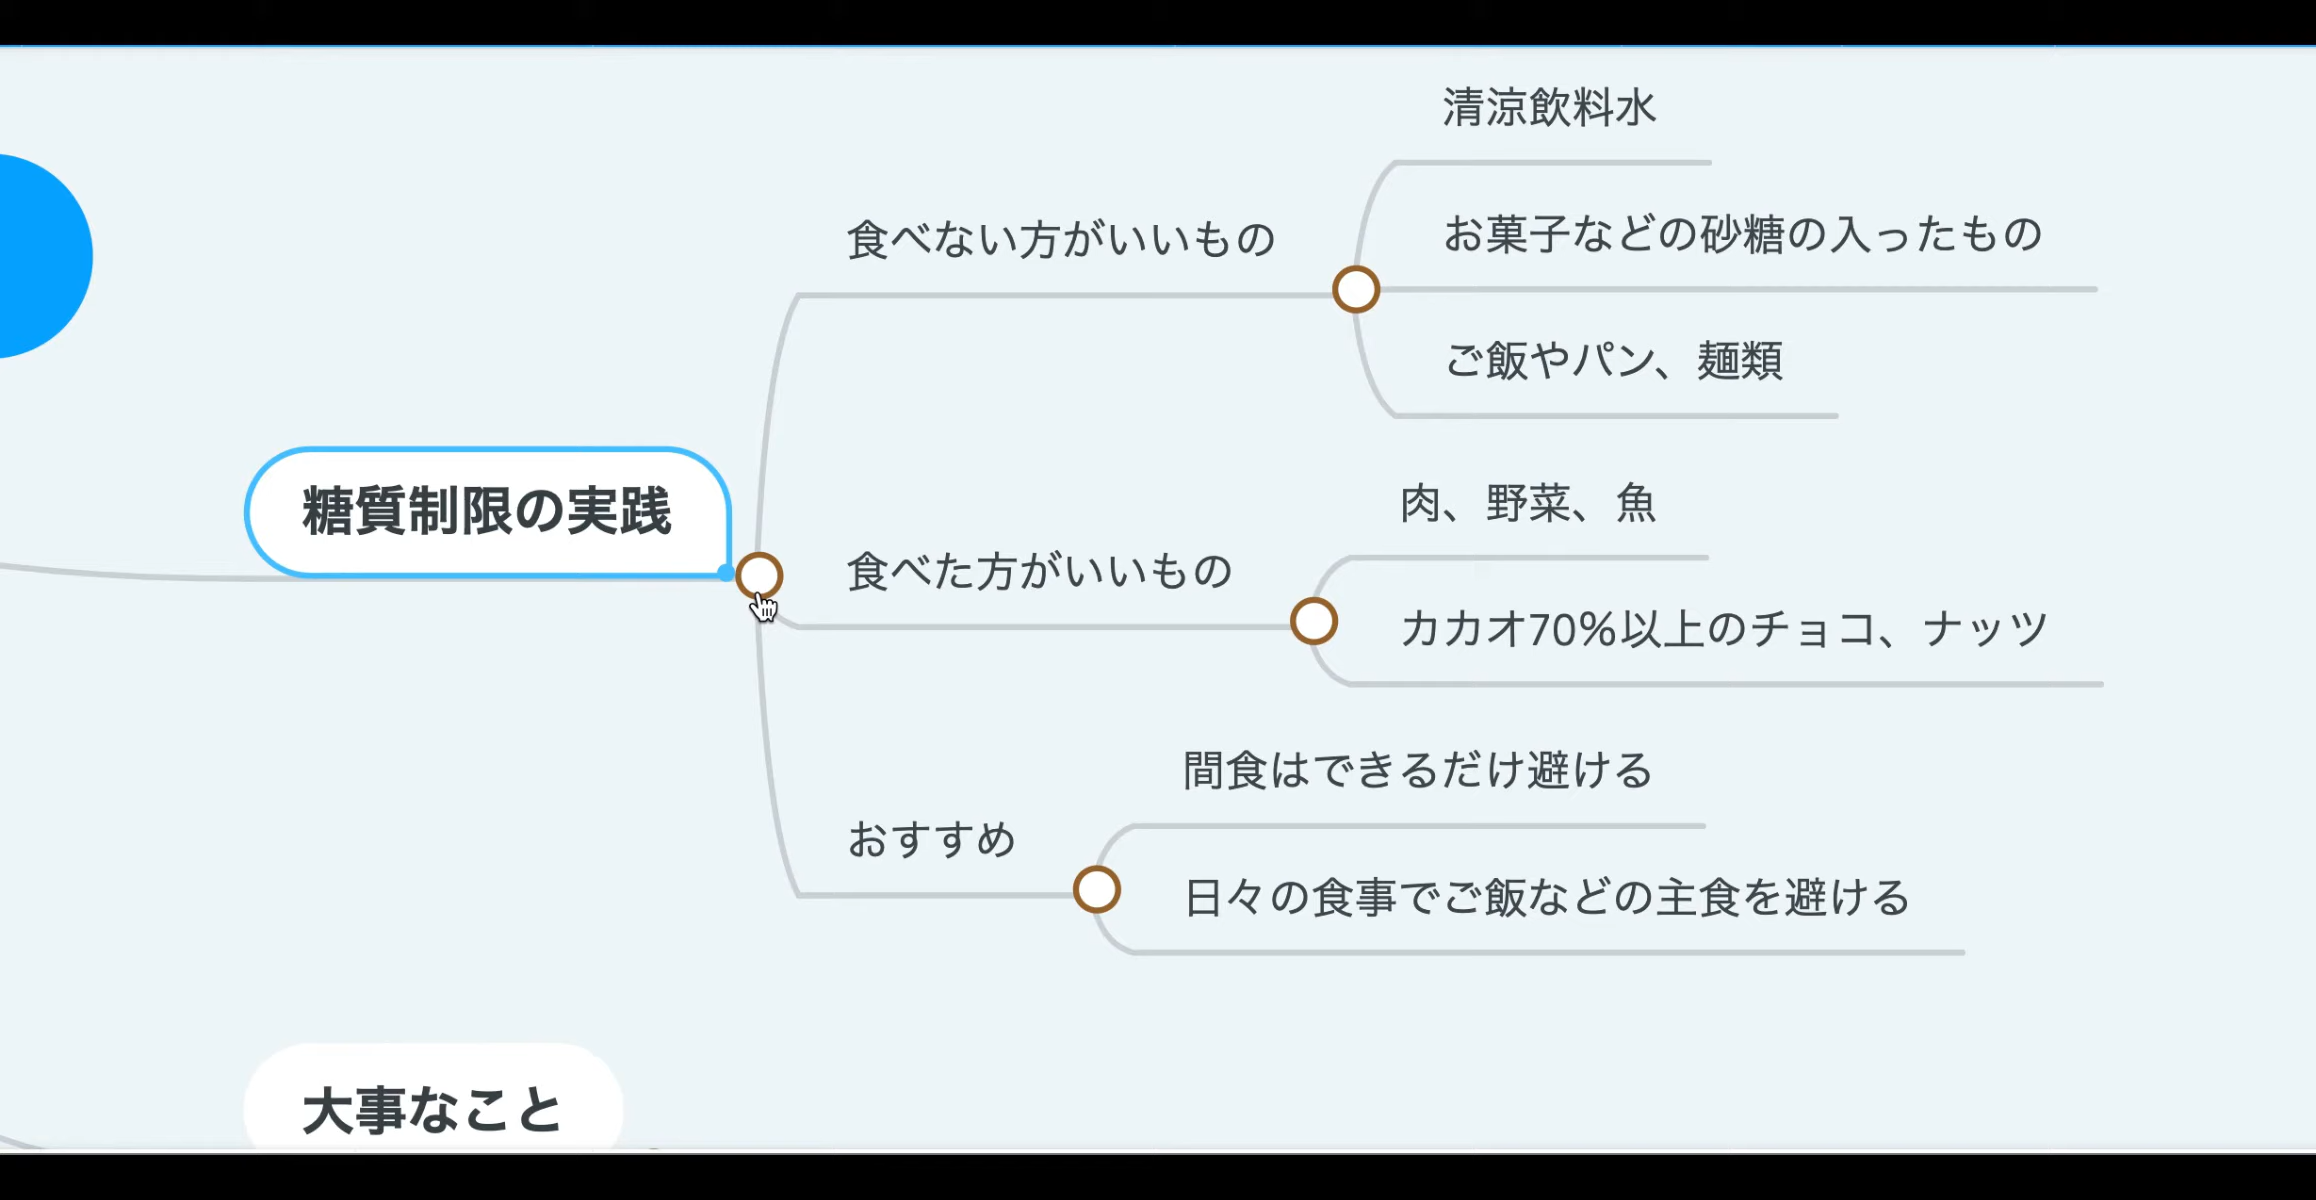 糖質制限の実践
食べない方がいいもの
清涼飲料水
お菓子などの砂糖の入ったもの
ご飯やパン、麺類
食べた方がいいもの
肉、野菜、魚
カカオ70%以上のチョコ、ナッツ
おすすめ
間食はできるだけ避ける
日々の食事でご飯などの主食を避ける
大事なこと